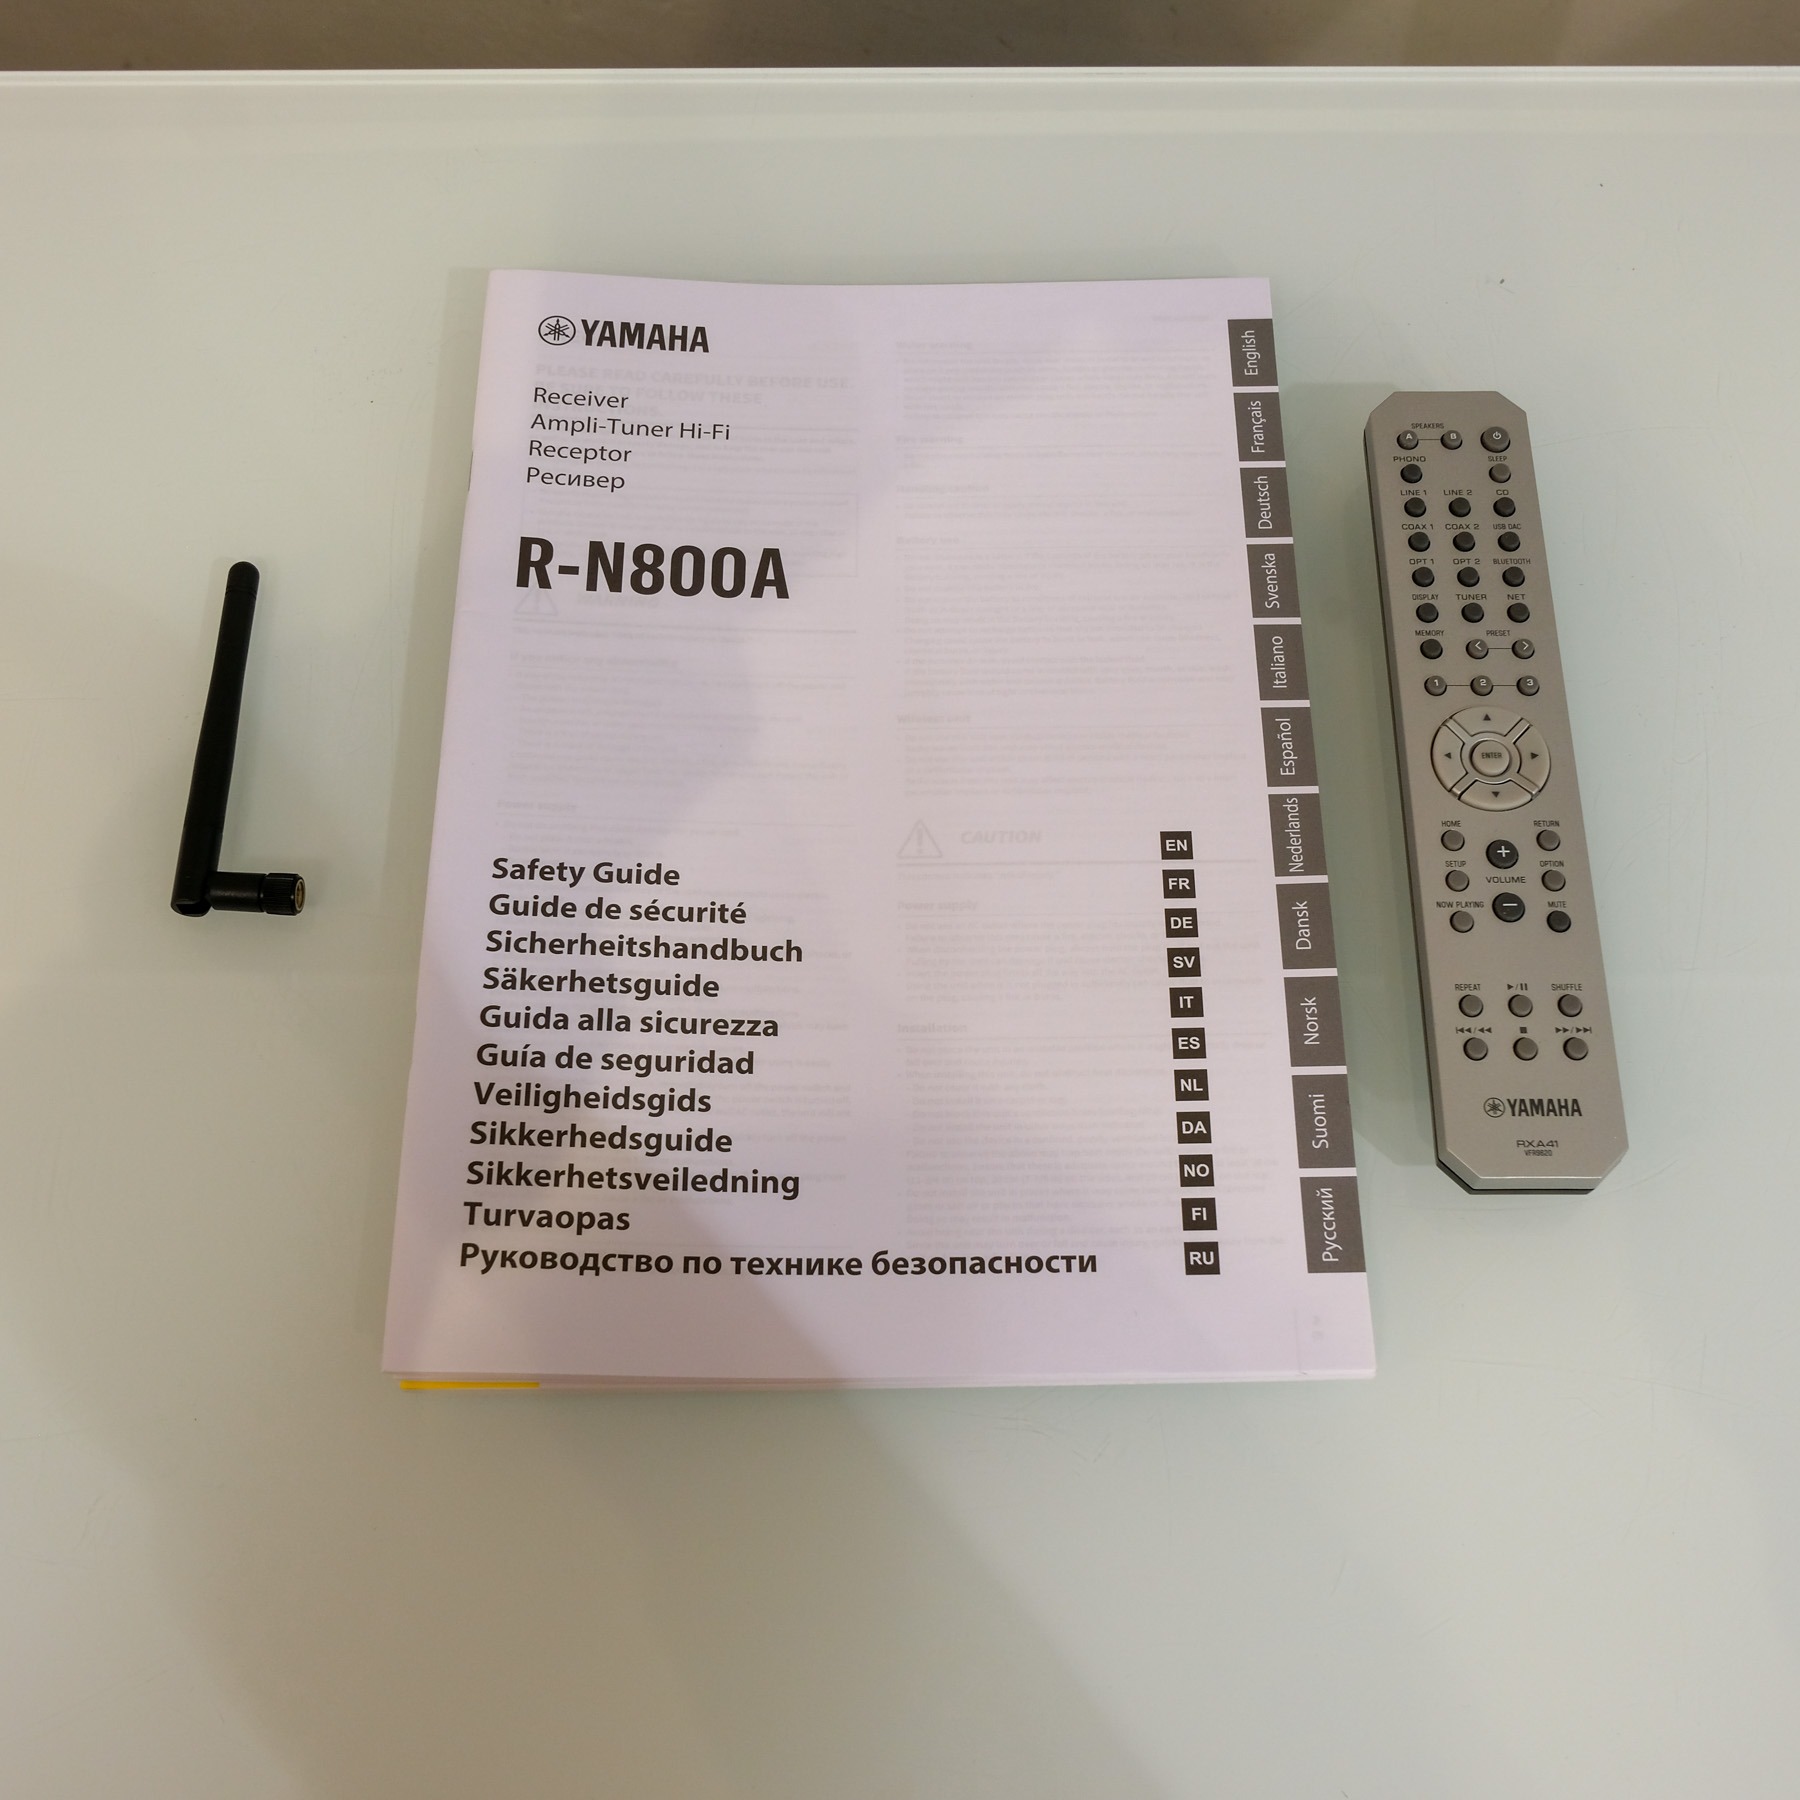 YAMAHA
Receiver
Ampli-Tuner Hi-Fi
Receptor
Ресивер
R-N800A
CAUTION
Safety Guide EN
Guide de sécurité FR
Sicherheitshandbuch DE
Säkerhetsguide SV
Guida alla sicurezza IT
Guía de seguridad ES
Veiligheidsgids NL
Sikkerhedsguide DA
Sikkerhetsveiledning NO
Turvaopas FI
Руководство по технике безопасности RU
English
Français
Deutsch
Svenska
Italiano
Español
Nederlands
Dansk
Norsk
Suomi
Русский
SPEAKERS
A B
PHONO SLEEP
LINE 1 LINE 2 CD
COAX 1 COAX 2 USB DAC
OPT 1 OPT 2 BLUETOOTH
DISPLAY TUNER NET
MEMORY PRESET
1 2 3
ENTER
HOME RETURN
SETUP OPTION
VOLUME
NOW PLAYING MUTE
REPEAT SHUFFLE
YAMAHA
RXA41
VFR9820